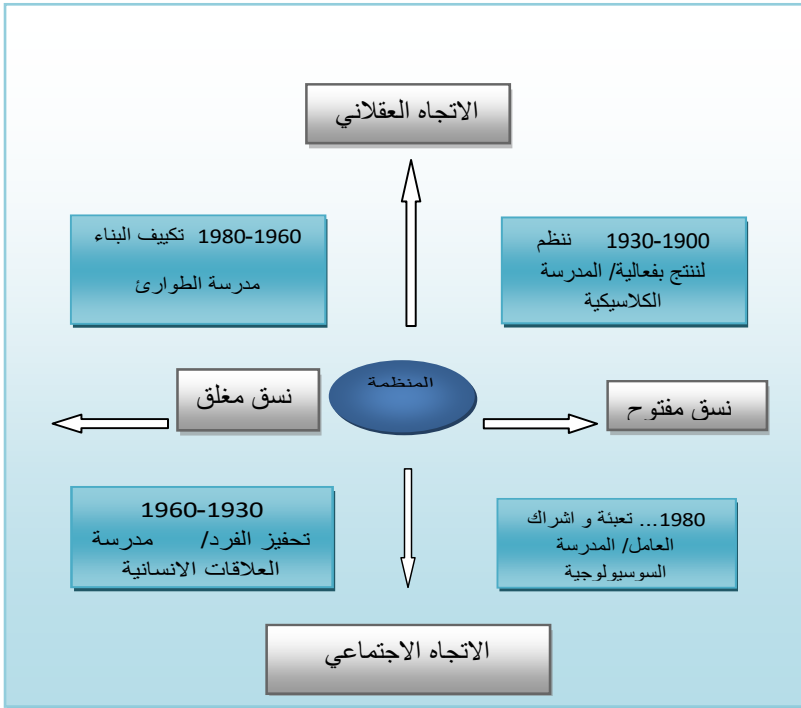 الاتجاه العقلاني
1900-1930 ننظم
لننتج بفعالية/ المدرسة
الكلاسيكية
1960-1980 تكييف البناء
مدرسة الطوارئ
المنظمة
نسق مفتوح
نسق مغلق
1980... تعبئة و اشراك
العامل/ المدرسة
السوسيولوجية
1930-1960
تحفيز الفرد/ مدرسة
العلاقات الانسانية
الاتجاه الاجتماعي